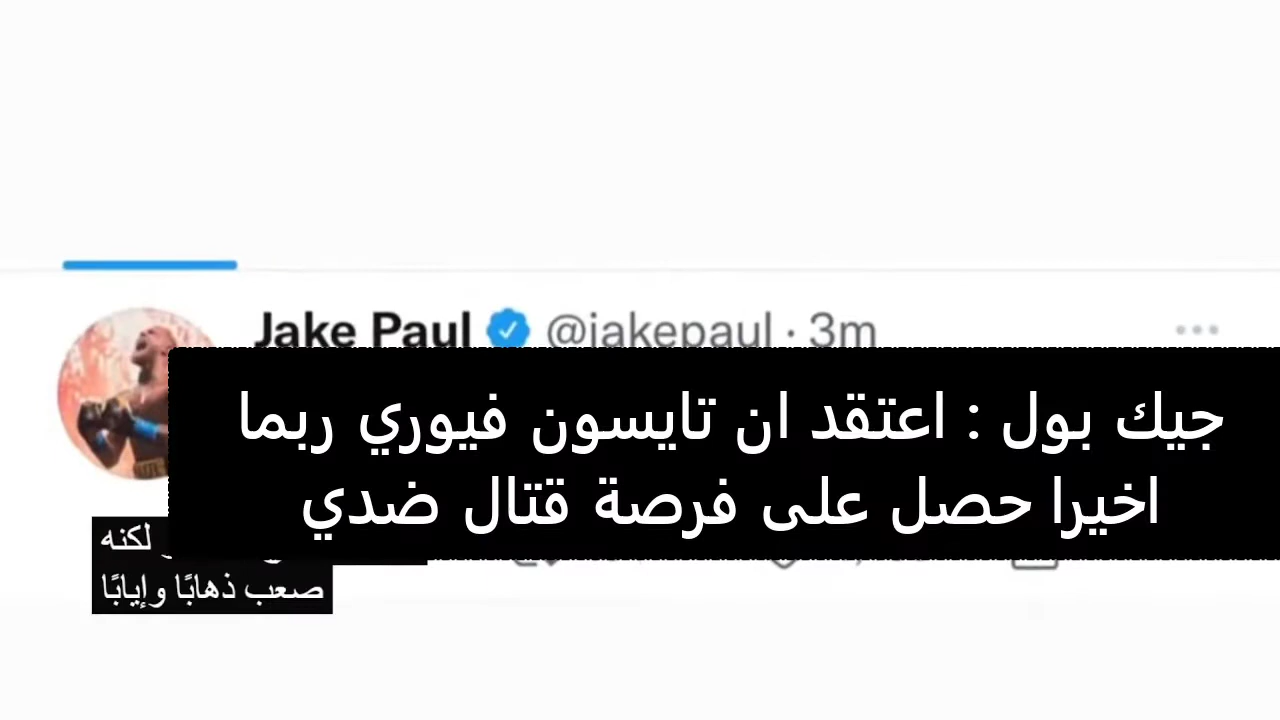 Jake Paul @jakepaul · 3m
جيك بول : اعتقد ان تايسون فيوري ربما
اخيرا حصل على فرصة قتال ضدي
لكنه
صعب ذهابًا وإيابًا